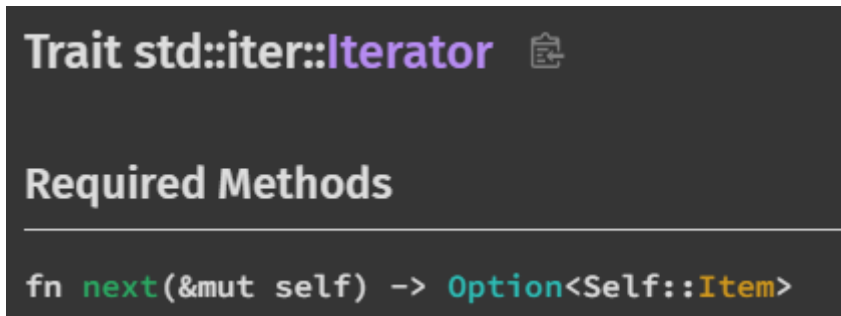 Trait std::iter::Iterator
Required Methods
fn next(&mut self) -> Option<Self::Item>